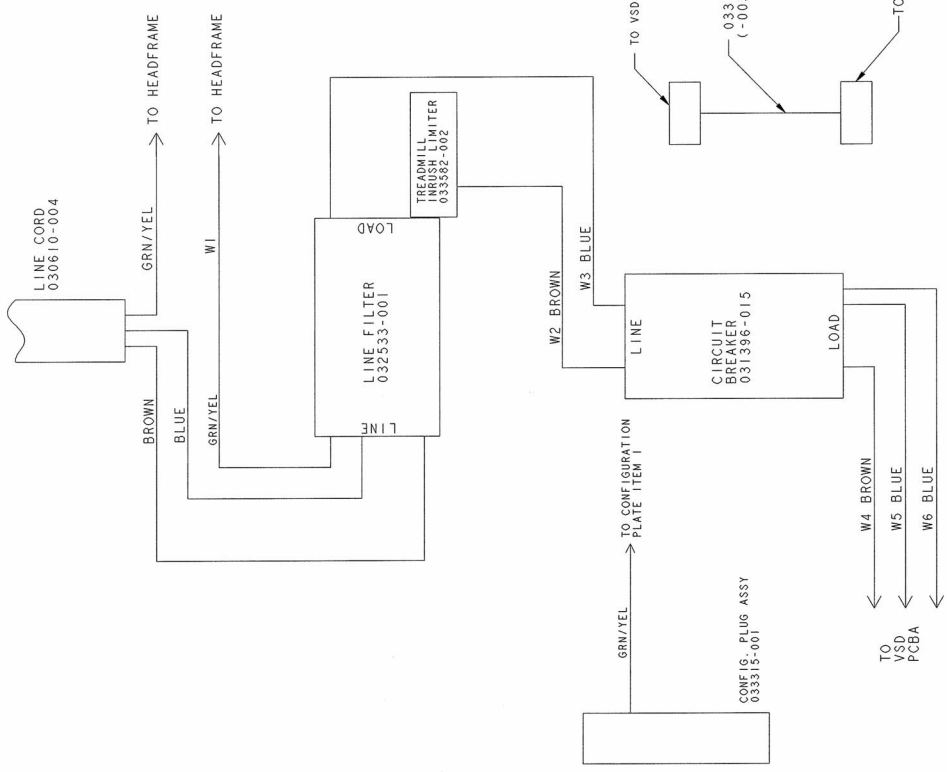 LINE CORD
030610-004
GRN/YEL
TO HEADFRAME
BROWN
BLUE
GRN/YEL
W1
TO HEADFRAME
LINE
LINE FILTER
032533-001
LOAD
TREADMILL
INRUSH LIMITER
033582-002
W2 BROWN
W3 BLUE
LINE
CIRCUIT
BREAKER
031396-015
LOAD
W4 BROWN
W5 BLUE
W6 BLUE
TO
VSD
PCBA
GRN/YEL
TO CONFIGURATION
PLATE ITEM 1
CONFIG. PLUG ASSY
033315-001
TO VSD
033
(-00
TO